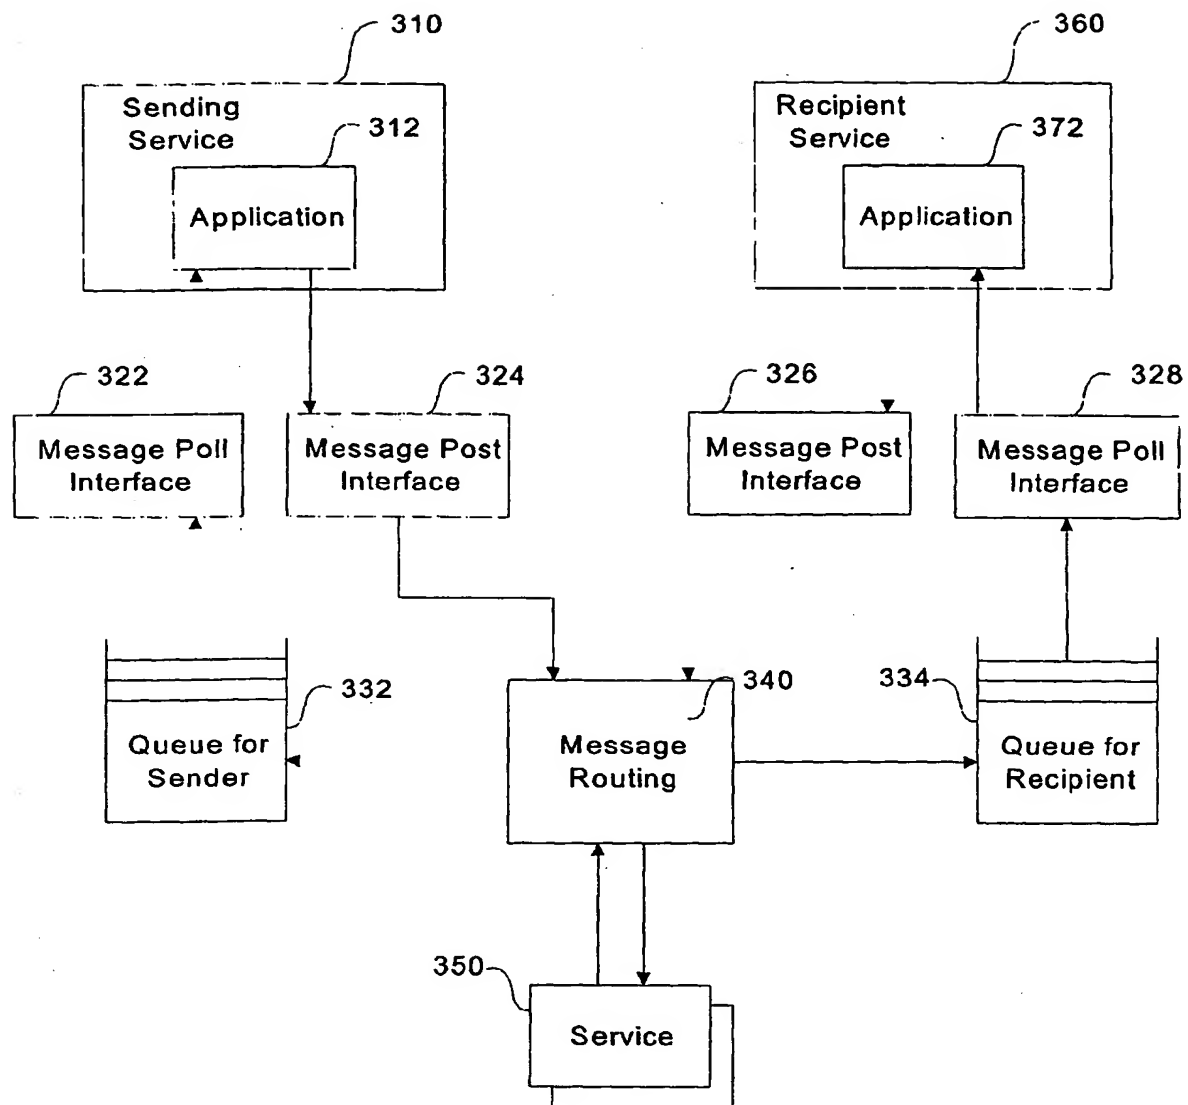 310
360
Sending
Service
312
Application
Recipient
Service
372
Application
322
Message Poll
Interface
324
Message Post
Interface
326
Message Post
Interface
328
Message Poll
Interface
332
Queue for
Sender
340
Message
Routing
334
Queue for
Recipient
350
Service